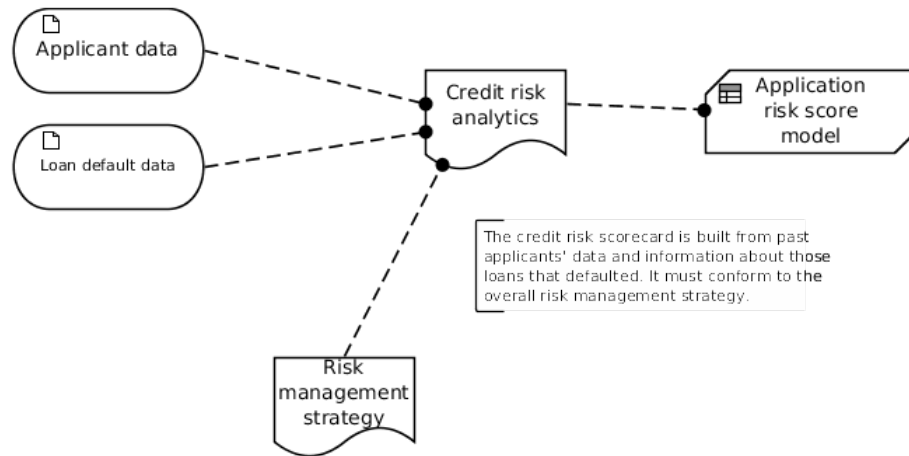 Applicant data
Credit risk
analytics
Application
risk score
model
Loan default data
The credit risk scorecard is built from past
applicants' data and information about those
loans that defaulted. It must conform to the
overall risk management strategy.
Risk
management
strategy